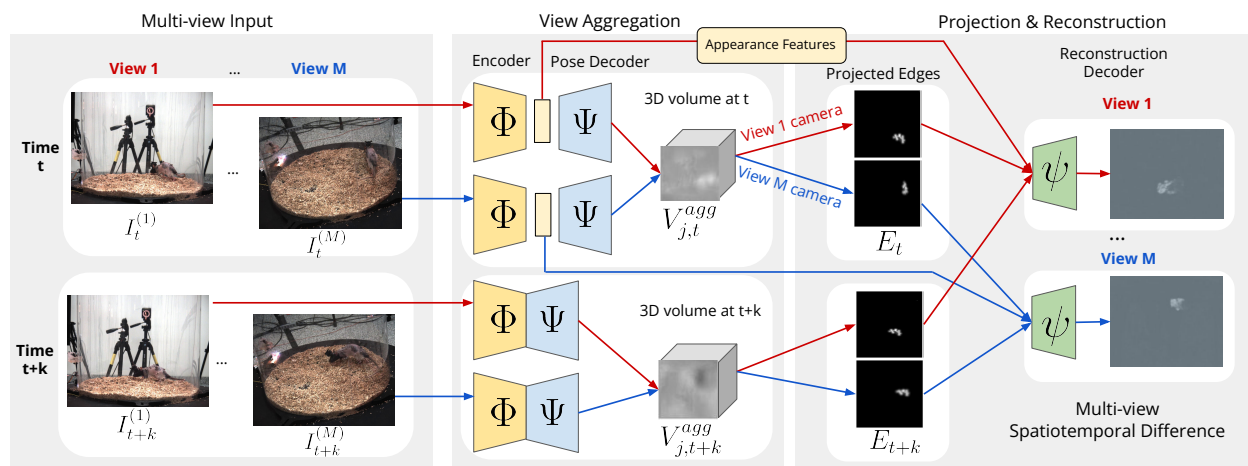 Multi-view Input
View Aggregation
Projection & Reconstruction
Appearance Features
View 1
...
View M
Encoder
Pose Decoder
Projected Edges
Reconstruction
Decoder
View 1
Time
t
...
Φ
Ψ
3D volume at t
View 1 camera
View M camera
ψ
I_t^{(1)}
I_t^{(M)}
Φ
Ψ
V_{j,t}^{agg}
E_t
...
View M
Time
t+k
...
Φ
Ψ
3D volume at t+k
ψ
I_{t+k}^{(1)}
I_{t+k}^{(M)}
Φ
Ψ
V_{j,t+k}^{agg}
E_{t+k}
Multi-view
Spatiotemporal Difference